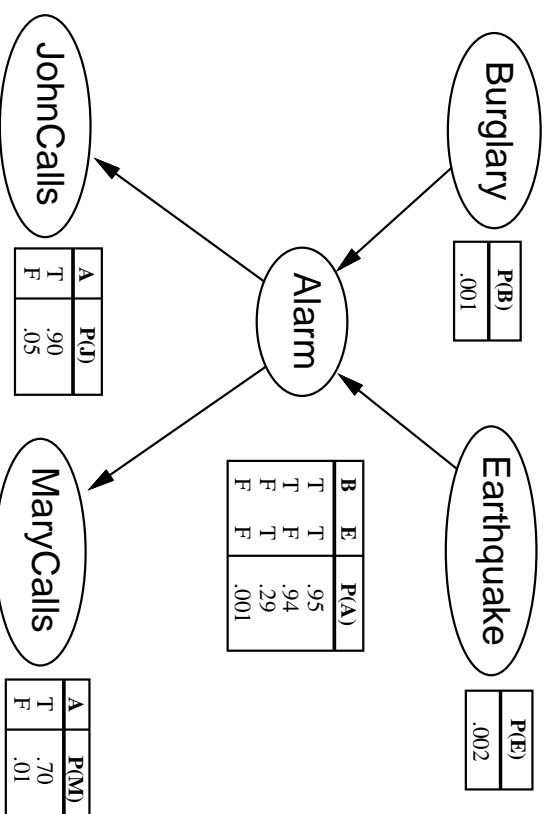 Burglary
P(B)
.001
Earthquake
P(E)
.002
Alarm
B E P(A)
T T .95
T F .94
F T .29
F F .001
JohnCalls
A P(J)
T .90
F .05
MaryCalls
A P(M)
T .70
F .01